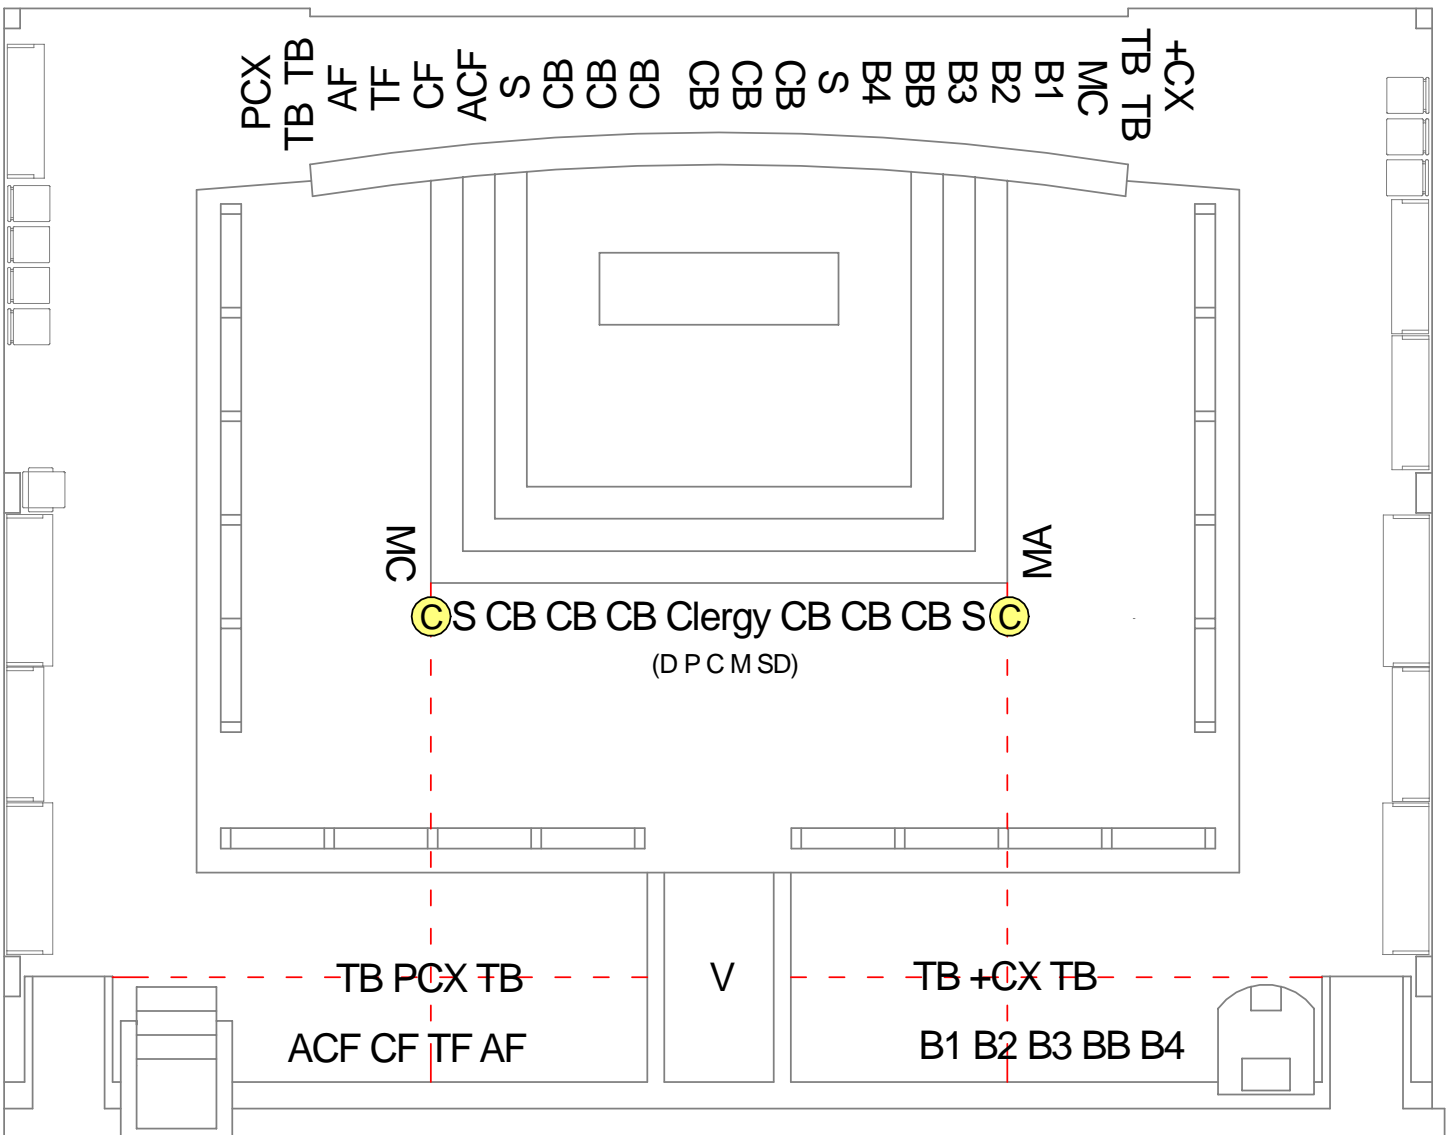 PCX
TB TB
AF
TF
CF
ACF
S
CB
CB
CB
CB
CB
CB
S
B4
BB
B3
B2
B1
MC
TB TB
+CX
MC
MA
C S CB CB CB Clergy CB CB CB S C
(D P C M SD)
TB PCX TB
V
TB +CX TB
ACF CF TF AF
B1 B2 B3 BB B4